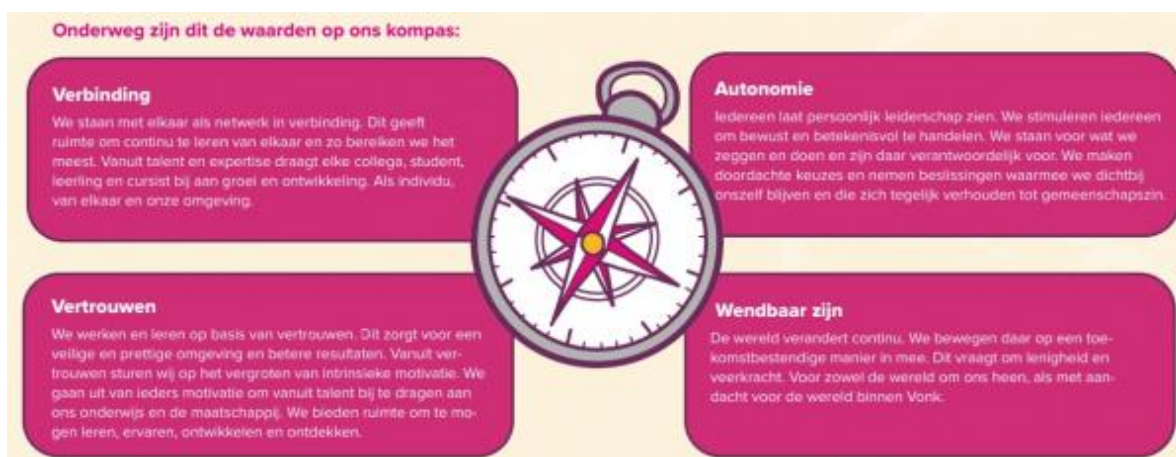 Onderweg zijn dit de waarden op ons kompas:
Verbinding
We staan met elkaar als netwerk in verbinding. Dit geeft
ruimte om continu te leren van elkaar en zo bereiken we het
meest. Vanuit talent en expertise draagt elke collega, student,
leerling en cursist bij aan groei en ontwikkeling. Als individu,
van elkaar en onze omgeving.
Autonomie
Iedereen laat persoonlijk leiderschap zien. We stimuleren iedereen
om bewust en betekenisvol te handelen. We staan voor wat we
zeggen en doen en zijn daar verantwoordelijk voor. We maken
doordachte keuzes en nemen beslissingen waarmee we dichtbij
onszelf blijven en die zich tegelijk verhouden tot gemeenschapszin.
Vertrouwen
We werken en leren op basis van vertrouwen. Dit zorgt voor een
veilige en prettige omgeving en betere resultaten. Vanuit ver-
trouwen sturen wij op het vergroten van intrinsieke motivatie. We
gaan uit van ieders motivatie om vanuit talent bij te dragen aan
ons onderwijs en de maatschappij. We bieden ruimte om te mo-
gen leren, ervaren, ontwikkelen en ontdekken.
Wendbaar zijn
De wereld verandert continu. We bewegen daar op een toe-
komstbestendige manier in mee. Dit vraagt om lenigheid en
veerkracht. Voor zowel de wereld om ons heen, als met aan-
dacht voor de wereld binnen Vonk.